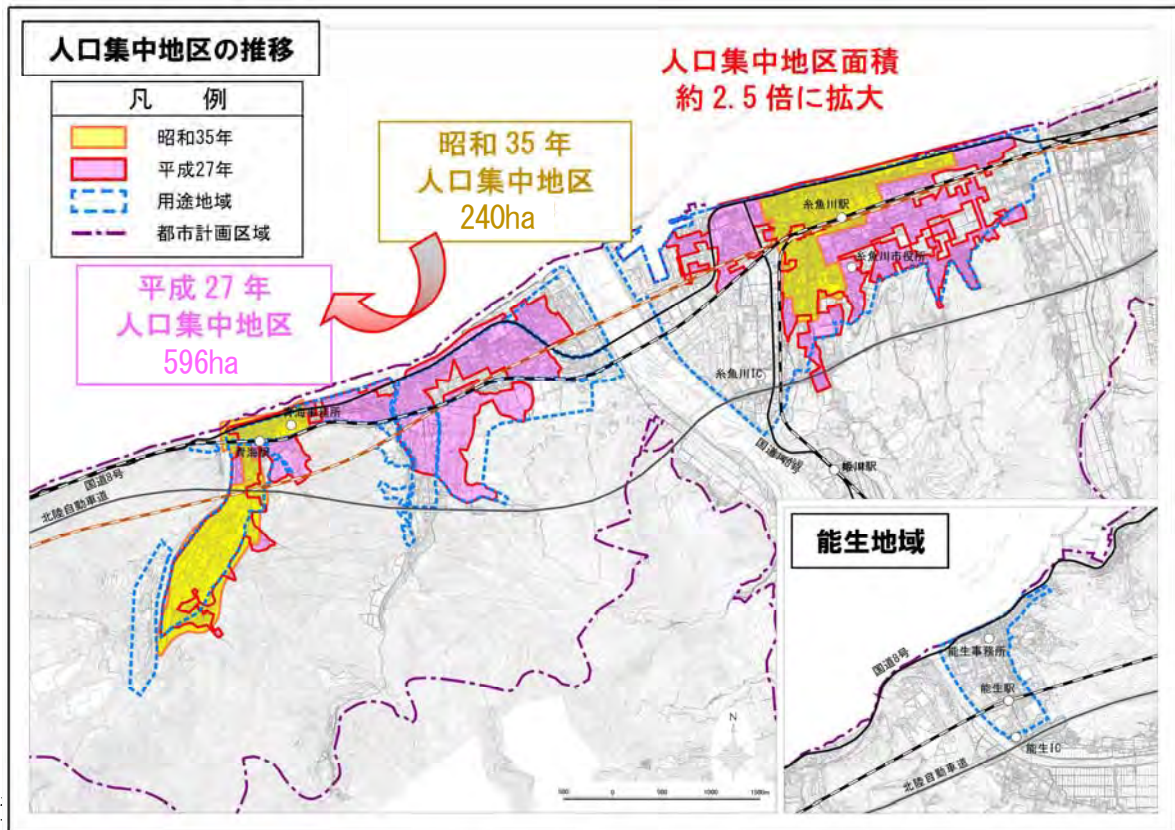 人口集中地区の推移
凡 例
昭和35年
平成27年
用途地域
都市計画区域
人口集中地区面積
約2.5倍に拡大
昭和 35 年
人口集中地区
240ha
平成 27 年
人口集中地区
596ha
糸魚川駅
糸魚川市役所
糸魚川IC
姫川駅
青海事務所
青海駅
国道8号
北陸自動車道
N
500 0 500 1000 1500m
能生地域
能生事務所
国道8号
能生駅
能生IC
北陸自動車道